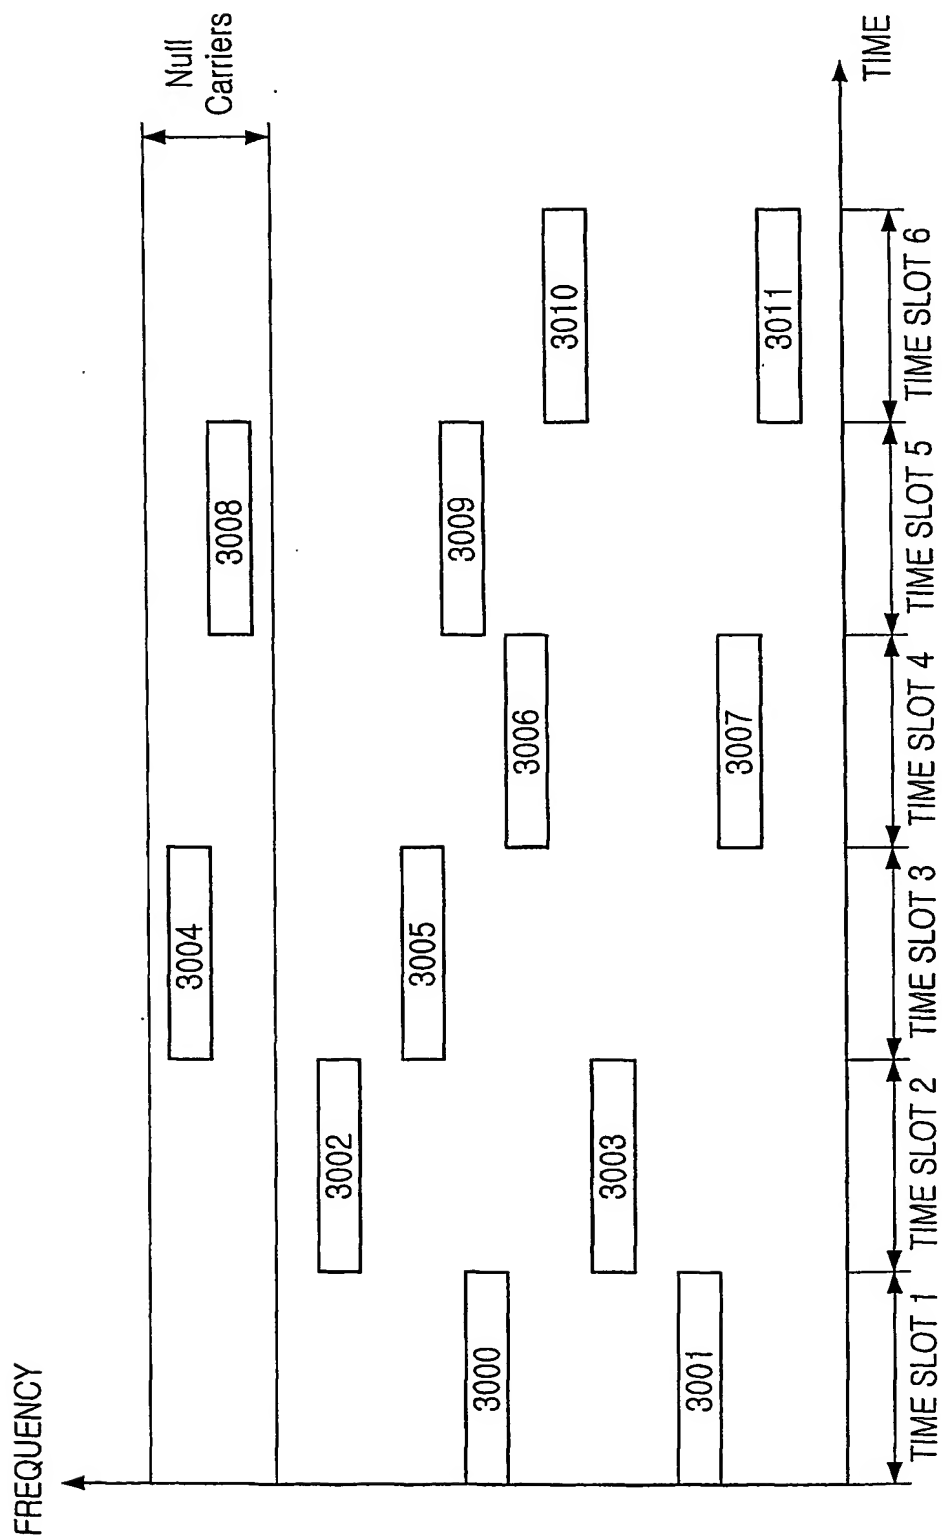 FREQUENCY
Null
Carriers
3004
3008
3002
3005
3009
3000
3006
3010
3003
3001
3007
3011
TIME
TIME SLOT 1
TIME SLOT 2
TIME SLOT 3
TIME SLOT 4
TIME SLOT 5
TIME SLOT 6